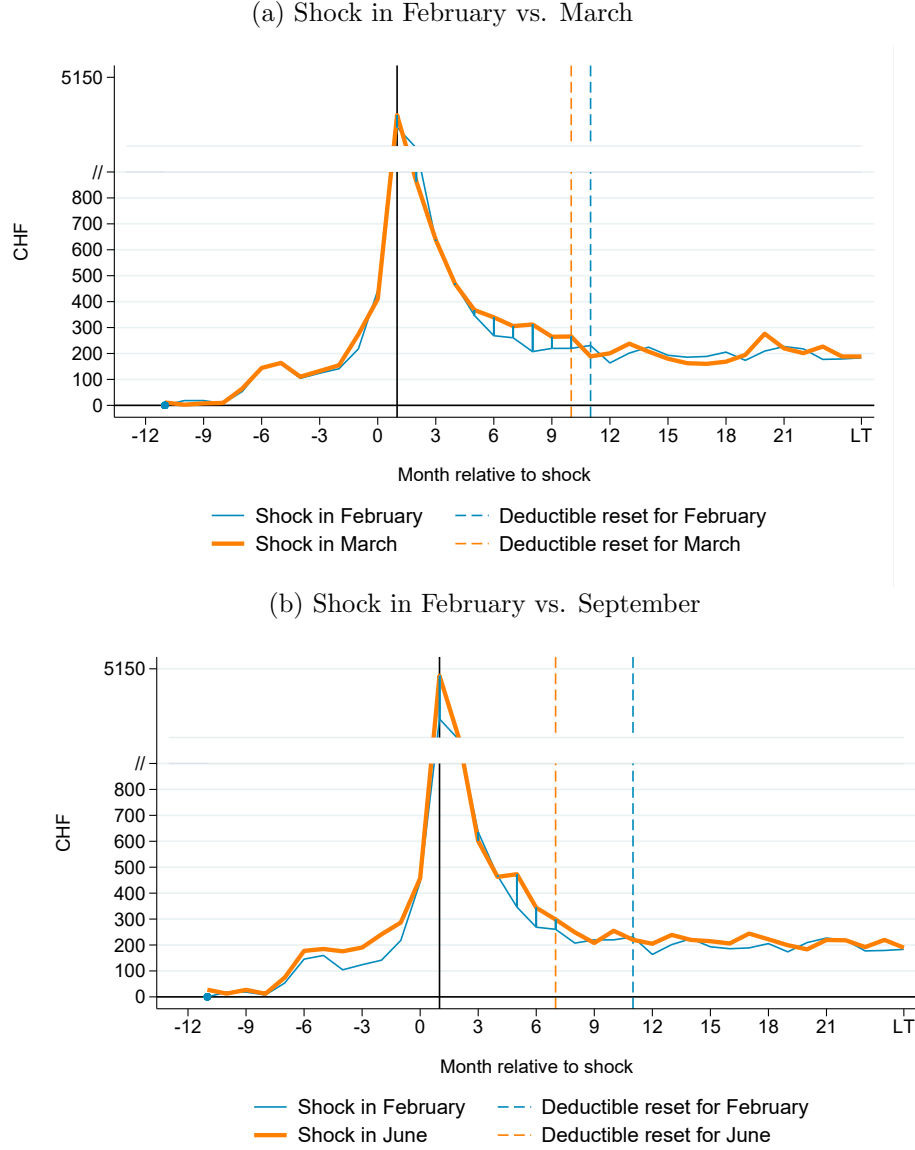 (a) Shock in February vs. March
5150
//
800
700
600
500
400
300
200
100
0
CHF
-12 -9 -6 -3 0 3 6 9 12 15 18 21 LT
Month relative to shock
Shock in February Deductible reset for February
Shock in March Deductible reset for March
(b) Shock in February vs. September
5150
//
800
700
600
500
400
300
200
100
0
CHF
-12 -9 -6 -3 0 3 6 9 12 15 18 21 LT
Month relative to shock
Shock in February Deductible reset for February
Shock in June Deductible reset for June